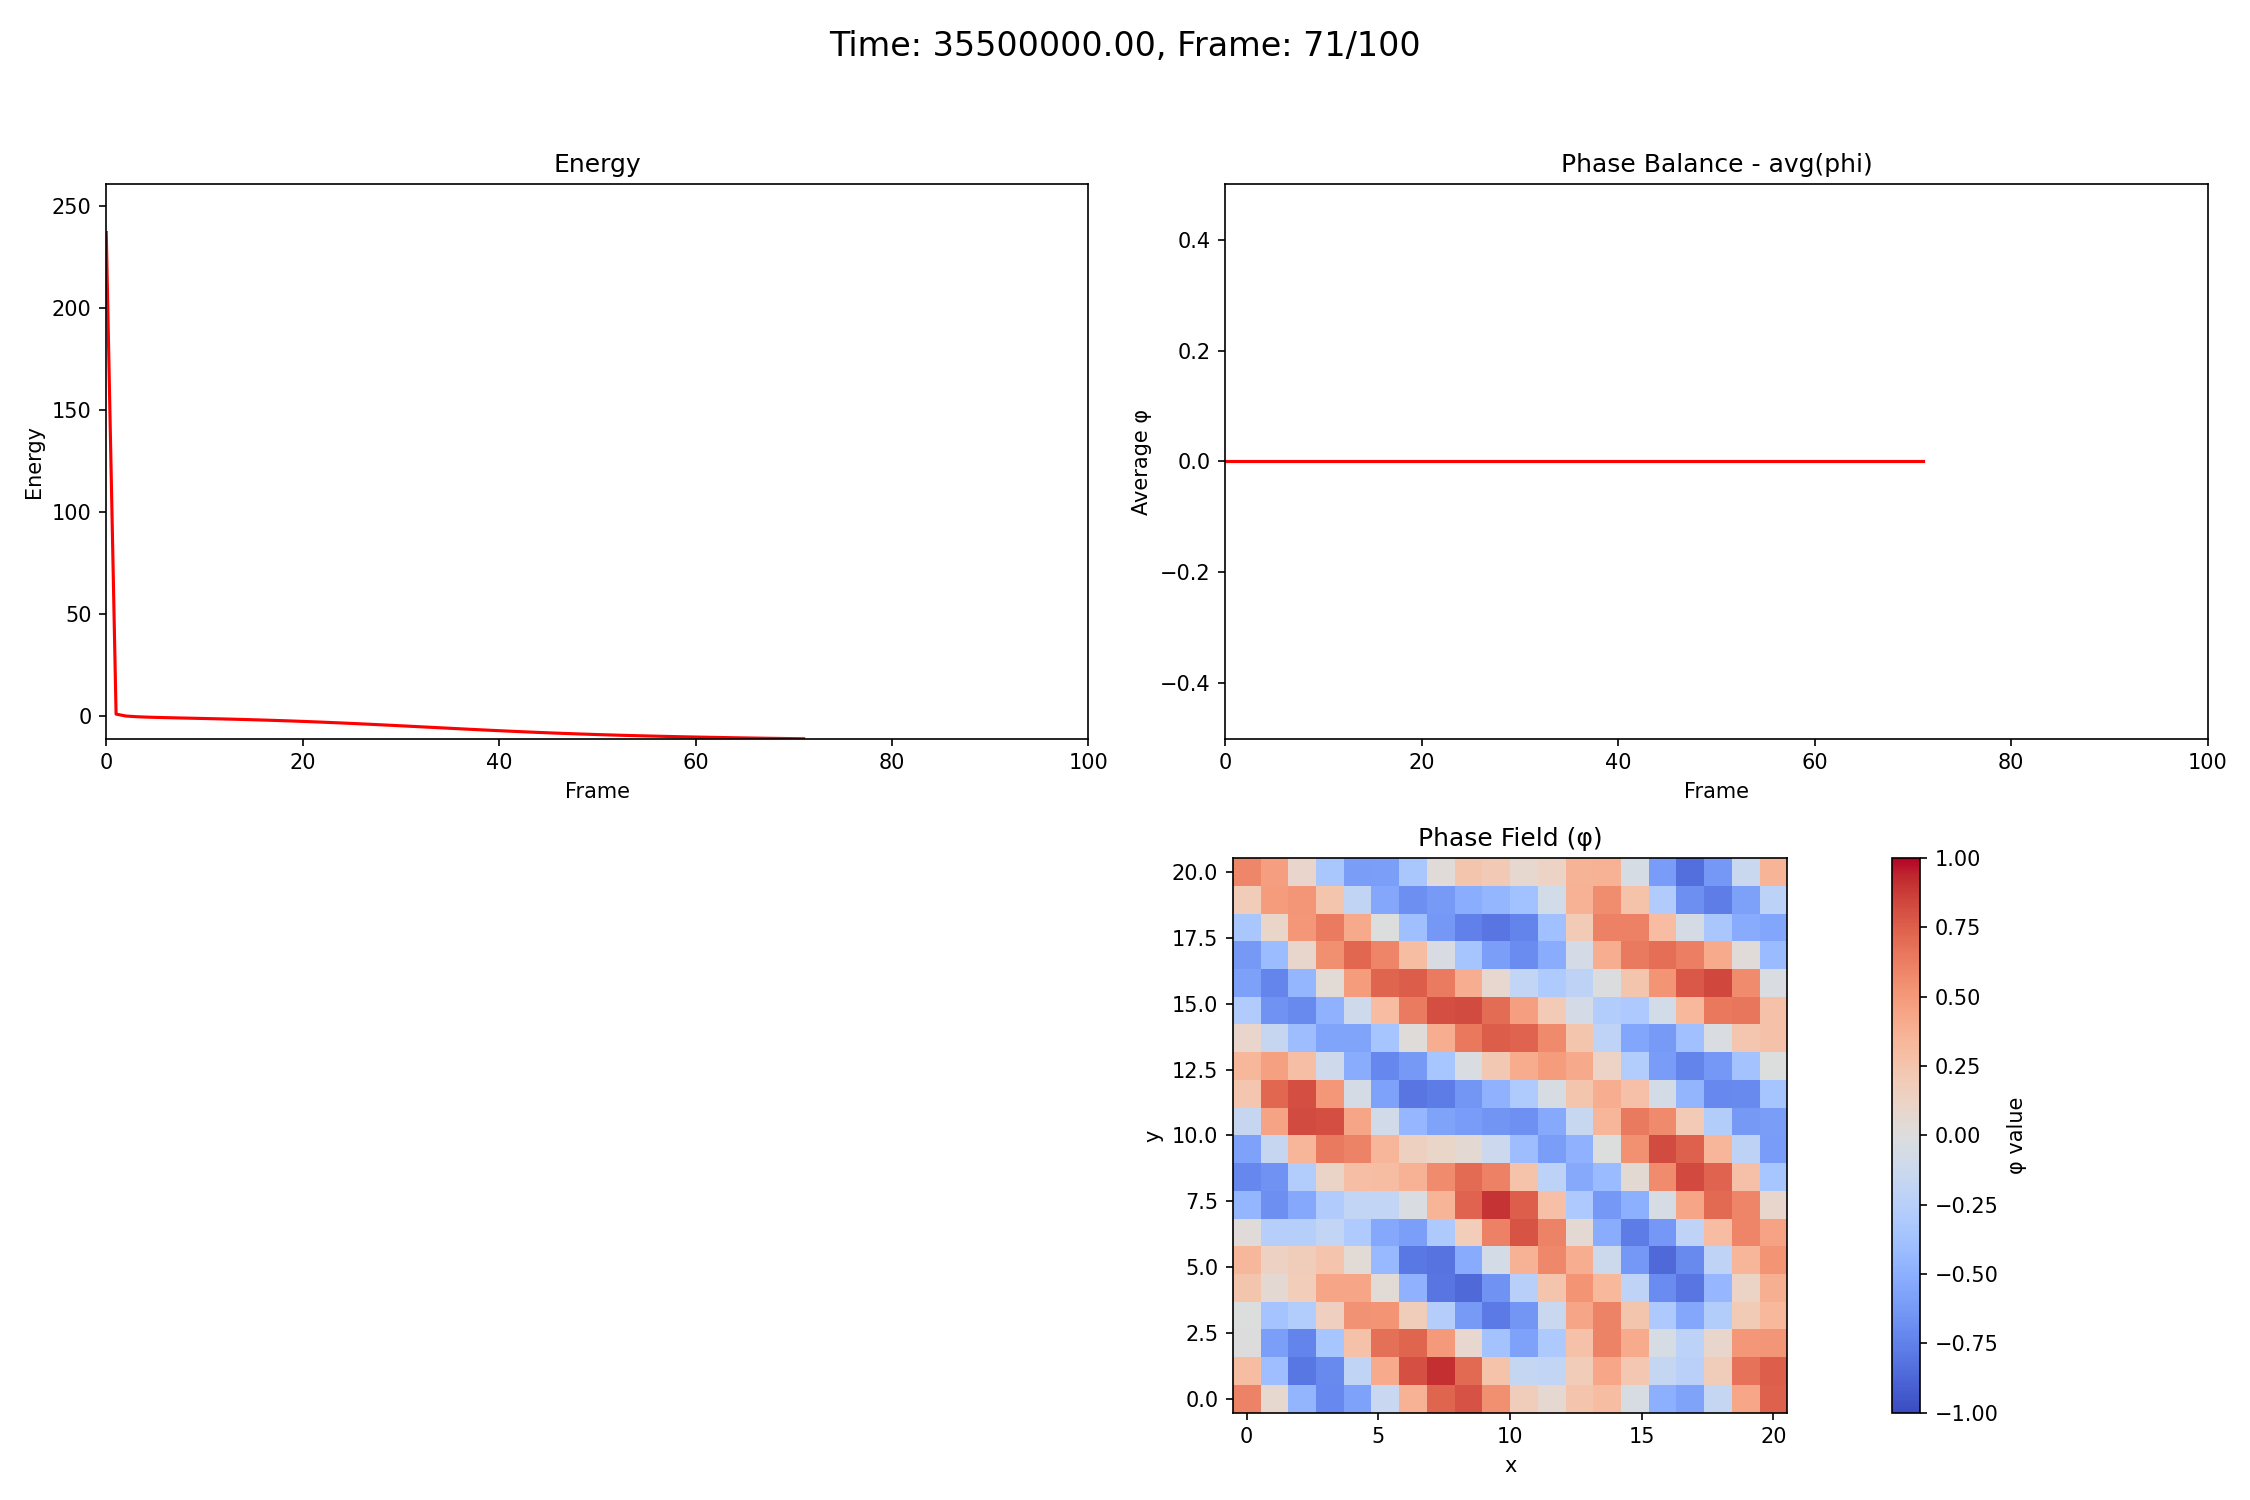 Time: 35500000.00, Frame: 71/100
Energy
250
200
150
100
50
0
Energy
0 20 40 60 80 100
Frame
Phase Balance - avg(phi)
0.4
0.2
0.0
−0.2
−0.4
Average φ
0 20 40 60 80 100
Frame
Phase Field (φ)
20.0
17.5
15.0
12.5
10.0
7.5
5.0
2.5
0.0
y
0 5 10 15 20
x
1.00
0.75
0.50
0.25
0.00
−0.25
−0.50
−0.75
−1.00
φ value